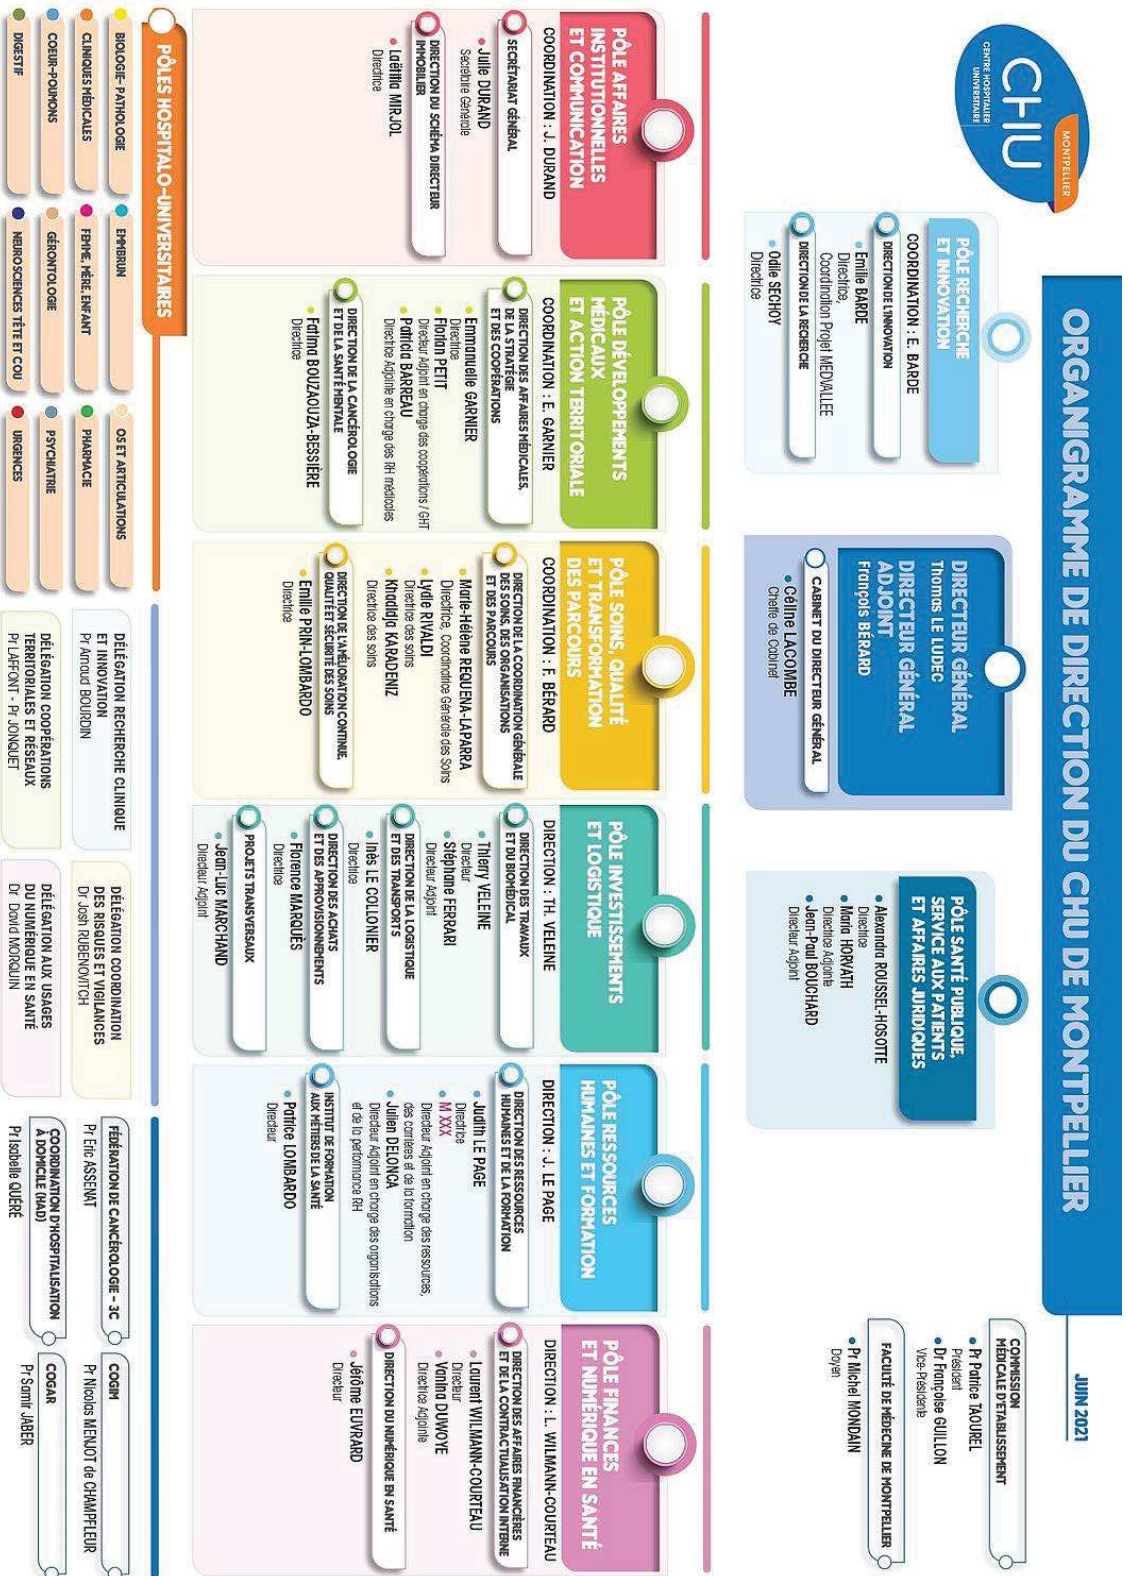 CHU
MONTPELLIER
CENTRE HOSPITALIER
UNIVERSITAIRE
ORGANIGRAMME DE DIRECTION DU CHU DE MONTPELLIER
JUIN 2021
PÔLE RECHERCHE
ET INNOVATION
COORDINATION : E. BARDE
DIRECTION DE L'INNOVATION
• Emilie BARDE
Directrice,
Coordination Projet MEDVALLEE
DIRECTION DE LA RECHERCHE
• Odile SECHOY
Directrice
DIRECTEUR GÉNÉRAL
Thomas LE LUDEC
DIRECTEUR GÉNÉRAL
ADJOINT
François BÉRARD
CABINET DU DIRECTEUR GÉNÉRAL
• Céline LACOMBE
Cheffe de Cabinet
PÔLE SANTÉ PUBLIQUE,
SERVICE AUX PATIENTS
ET AFFAIRES JURIDIQUES
• Alexandra ROUSSEL-HOSOTTE
Directrice
• Maria HORVATH
Directrice Adjointe
• Jean-Paul BOUCHARD
Directeur Adjoint
COMMISSION
MÉDICALE D'ETABLISSEMENT
• Pr Patrice TAOUREL
Président
• Dr Françoise GUILLON
Vice-Présidente
FACULTÉ DE MÉDECINE DE MONTPELLIER
• Pr Michel MONDAIN
Doyen
PÔLE AFFAIRES
INSTITUTIONNELLES
ET COMMUNICATION
COORDINATION : J. DURAND
SECRÉTARIAT GÉNÉRAL
• Julie DURAND
Secrétaire Générale
DIRECTION DU SCHÉMA DIRECTEUR
IMMOBILIER
• Laëtitia MIRJOL
Directrice
PÔLE DÉVELOPPEMENTS
MÉDICAUX
ET ACTION TERRITORIALE
COORDINATION : E. GARNIER
DIRECTION DES AFFAIRES MÉDICALES,
DE LA STRATÉGIE
ET DES COOPÉRATIONS
• Emmanuelle GARNIER
Directrice
• Florian PETIT
Directeur Adjoint en charge des coopérations / GHT
• Patricia BARREAU
Directrice Adjointe en charge des RH médicales
DIRECTION DE LA CANCÉROLOGIE
ET DE LA SANTÉ MENTALE
• Fatima BOUZAOUZA-BESSIÈRE
Directrice
PÔLE SOINS, QUALITÉ
ET TRANSFORMATION
DES PARCOURS
COORDINATION : F. BÉRARD
DIRECTION DE LA COORDINATION GÉNÉRALE
DES SOINS, DES ORGANISATIONS
ET DES PARCOURS
• Marie-Hélène REQUENA-LAPARRA
Directrice, Coordinatrice Générale des Soins
• Lydie RIVALDI
Directrice des soins
• Khadidja KARADENIZ
Directrice des soins
DIRECTION DE L'AMÉLIORATION CONTINUE,
QUALITÉ ET SÉCURITÉ DES SOINS
• Emilie PRIN-LOMBARDO
Directrice
PÔLE INVESTISSEMENTS
ET LOGISTIQUE
DIRECTION : TH. VELEINE
DIRECTION DES TRAVAUX
ET DU BIOMÉDICAL
• Thierry VELEINE
Directeur
• Stéphane FERRARI
Directeur Adjoint
DIRECTION DE LA LOGISTIQUE
ET DES TRANSPORTS
• Inès LE COLLONIER
Directrice
DIRECTION DES ACHATS
ET DES APPROVISIONNEMENTS
• Florence MARQUÈS
Directrice
PROJETS TRANSVERSAUX
• Jean-Luc MARCHAND
Directeur Adjoint
PÔLE RESSOURCES
HUMAINES ET FORMATION
DIRECTION : J. LE PAGE
DIRECTION DES RESSOURCES
HUMAINES ET DE LA FORMATION
• Judith LE PAGE
Directrice
• M XXX
Directeur Adjoint en charge des ressources,
des carrières et de la formation
• Julien DELONCA
Directeur Adjoint en charge des organisations
et de la performance RH
INSTITUT DE FORMATION
AUX MÉTIERS DE LA SANTÉ
• Patrice LOMBARDO
Directeur
PÔLE FINANCES
ET NUMÉRIQUE EN SANTÉ
DIRECTION : L. WILMANN-COURTEAU
DIRECTION DES AFFAIRES FINANCIÈRES
ET DE LA CONTRACTUALISATION INTERNE
• Laurent WILMANN-COURTEAU
Directeur
• Vanina DUWOYE
Directrice Adjointe
DIRECTION DU NUMÉRIQUE EN SANTÉ
• Jérôme EUVRARD
Directeur
PÔLES HOSPITALO-UNIVERSITAIRES
BIOLOGIE- PATHOLOGIE
EMMBRUN
OS ET ARTICULATIONS
CLINIQUES MÉDICALES
FEMME, MÈRE, ENFANT
PHARMACIE
COEUR-POUMONS
GÉRONTOLOGIE
PSYCHIATRIE
DIGESTIF
NEUROSCIENCES TÊTE ET COU
URGENCES
DÉLÉGATION RECHERCHE CLINIQUE
ET INNOVATION
Pr Arnaud BOURDIN
DÉLÉGATION COORDINATION
DES RISQUES ET VIGILANCES
Dr Josh RUBENOVITCH
DÉLÉGATION COOPÉRATIONS
TERRITORIALES ET RÉSEAUX
Pr LAFFONT - Pr JONQUET
DÉLÉGATION AUX USAGES
DU NUMÉRIQUE EN SANTÉ
Dr David MORQUIN
FÉDÉRATION DE CANCÉROLOGIE - 3C
Pr Eric ASSENAT
COGIM
Pr Nicolas MENJOT de CHAMPFLEUR
COORDINATION D'HOSPITALISATION
À DOMICILE (HAD)
Pr Isabelle QUÉRÉ
COGAR
Pr Samir JABER